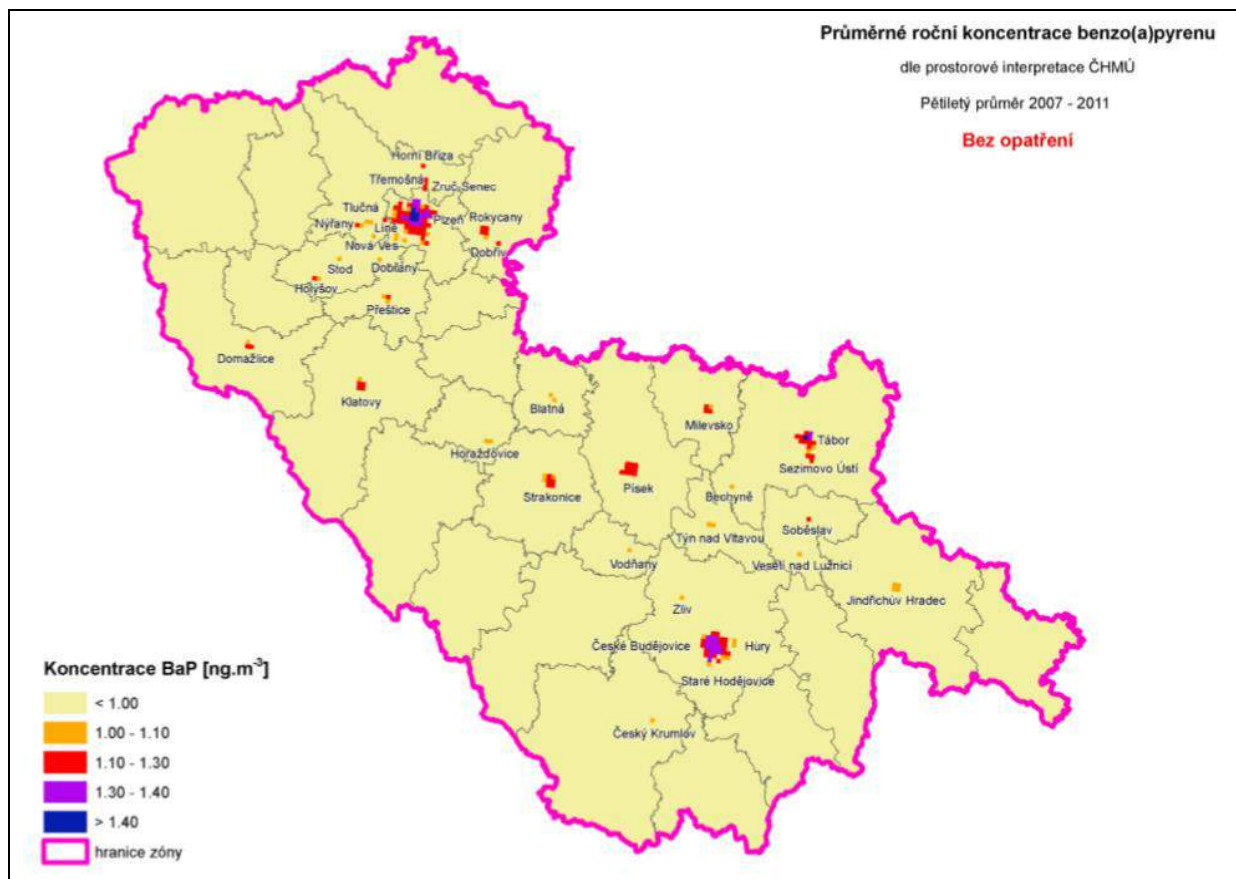 Průměrné roční koncentrace benzo(a)pyrenu
dle prostorové interpretace ČHMÚ
Pětiletý průměr 2007 - 2011
Bez opatření
Horní Bříza
Třemošná
Zruč-Senec
Tlučná
Nýřany
Líně
Plzeň
Rokycany
Nová Ves
Dobřív
Stod
Dobřany
Holýšov
Přeštice
Domažlice
Klatovy
Blatná
Milevsko
Tábor
Horažďovice
Sezimovo Ústí
Strakonice
Písek
Bechyně
Soběslav
Týn nad Vltavou
Vodňany
Veselí nad Lužnicí
Jindřichův Hradec
Zliv
České Budějovice
Hůry
Staré Hodějovice
Český Krumlov
Koncentrace BaP [ng.m⁻³]
< 1.00
1.00 - 1.10
1.10 - 1.30
1.30 - 1.40
> 1.40
hranice zóny